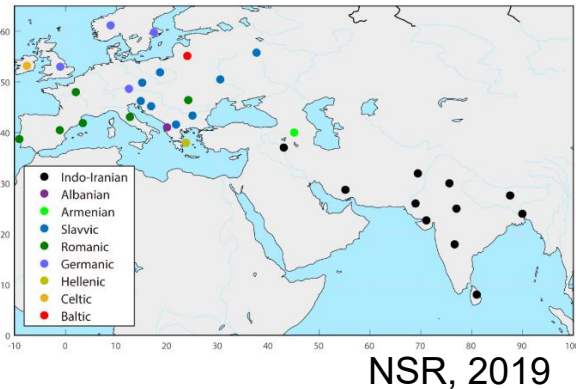 60
50
40
30
20
10
0
Indo-Iranian
Albanian
Armenian
Slavvic
Romanic
Germanic
Hellenic
Celtic
Baltic
-10 0 10 20 30 40 50 60 70 80 90 100
NSR, 2019